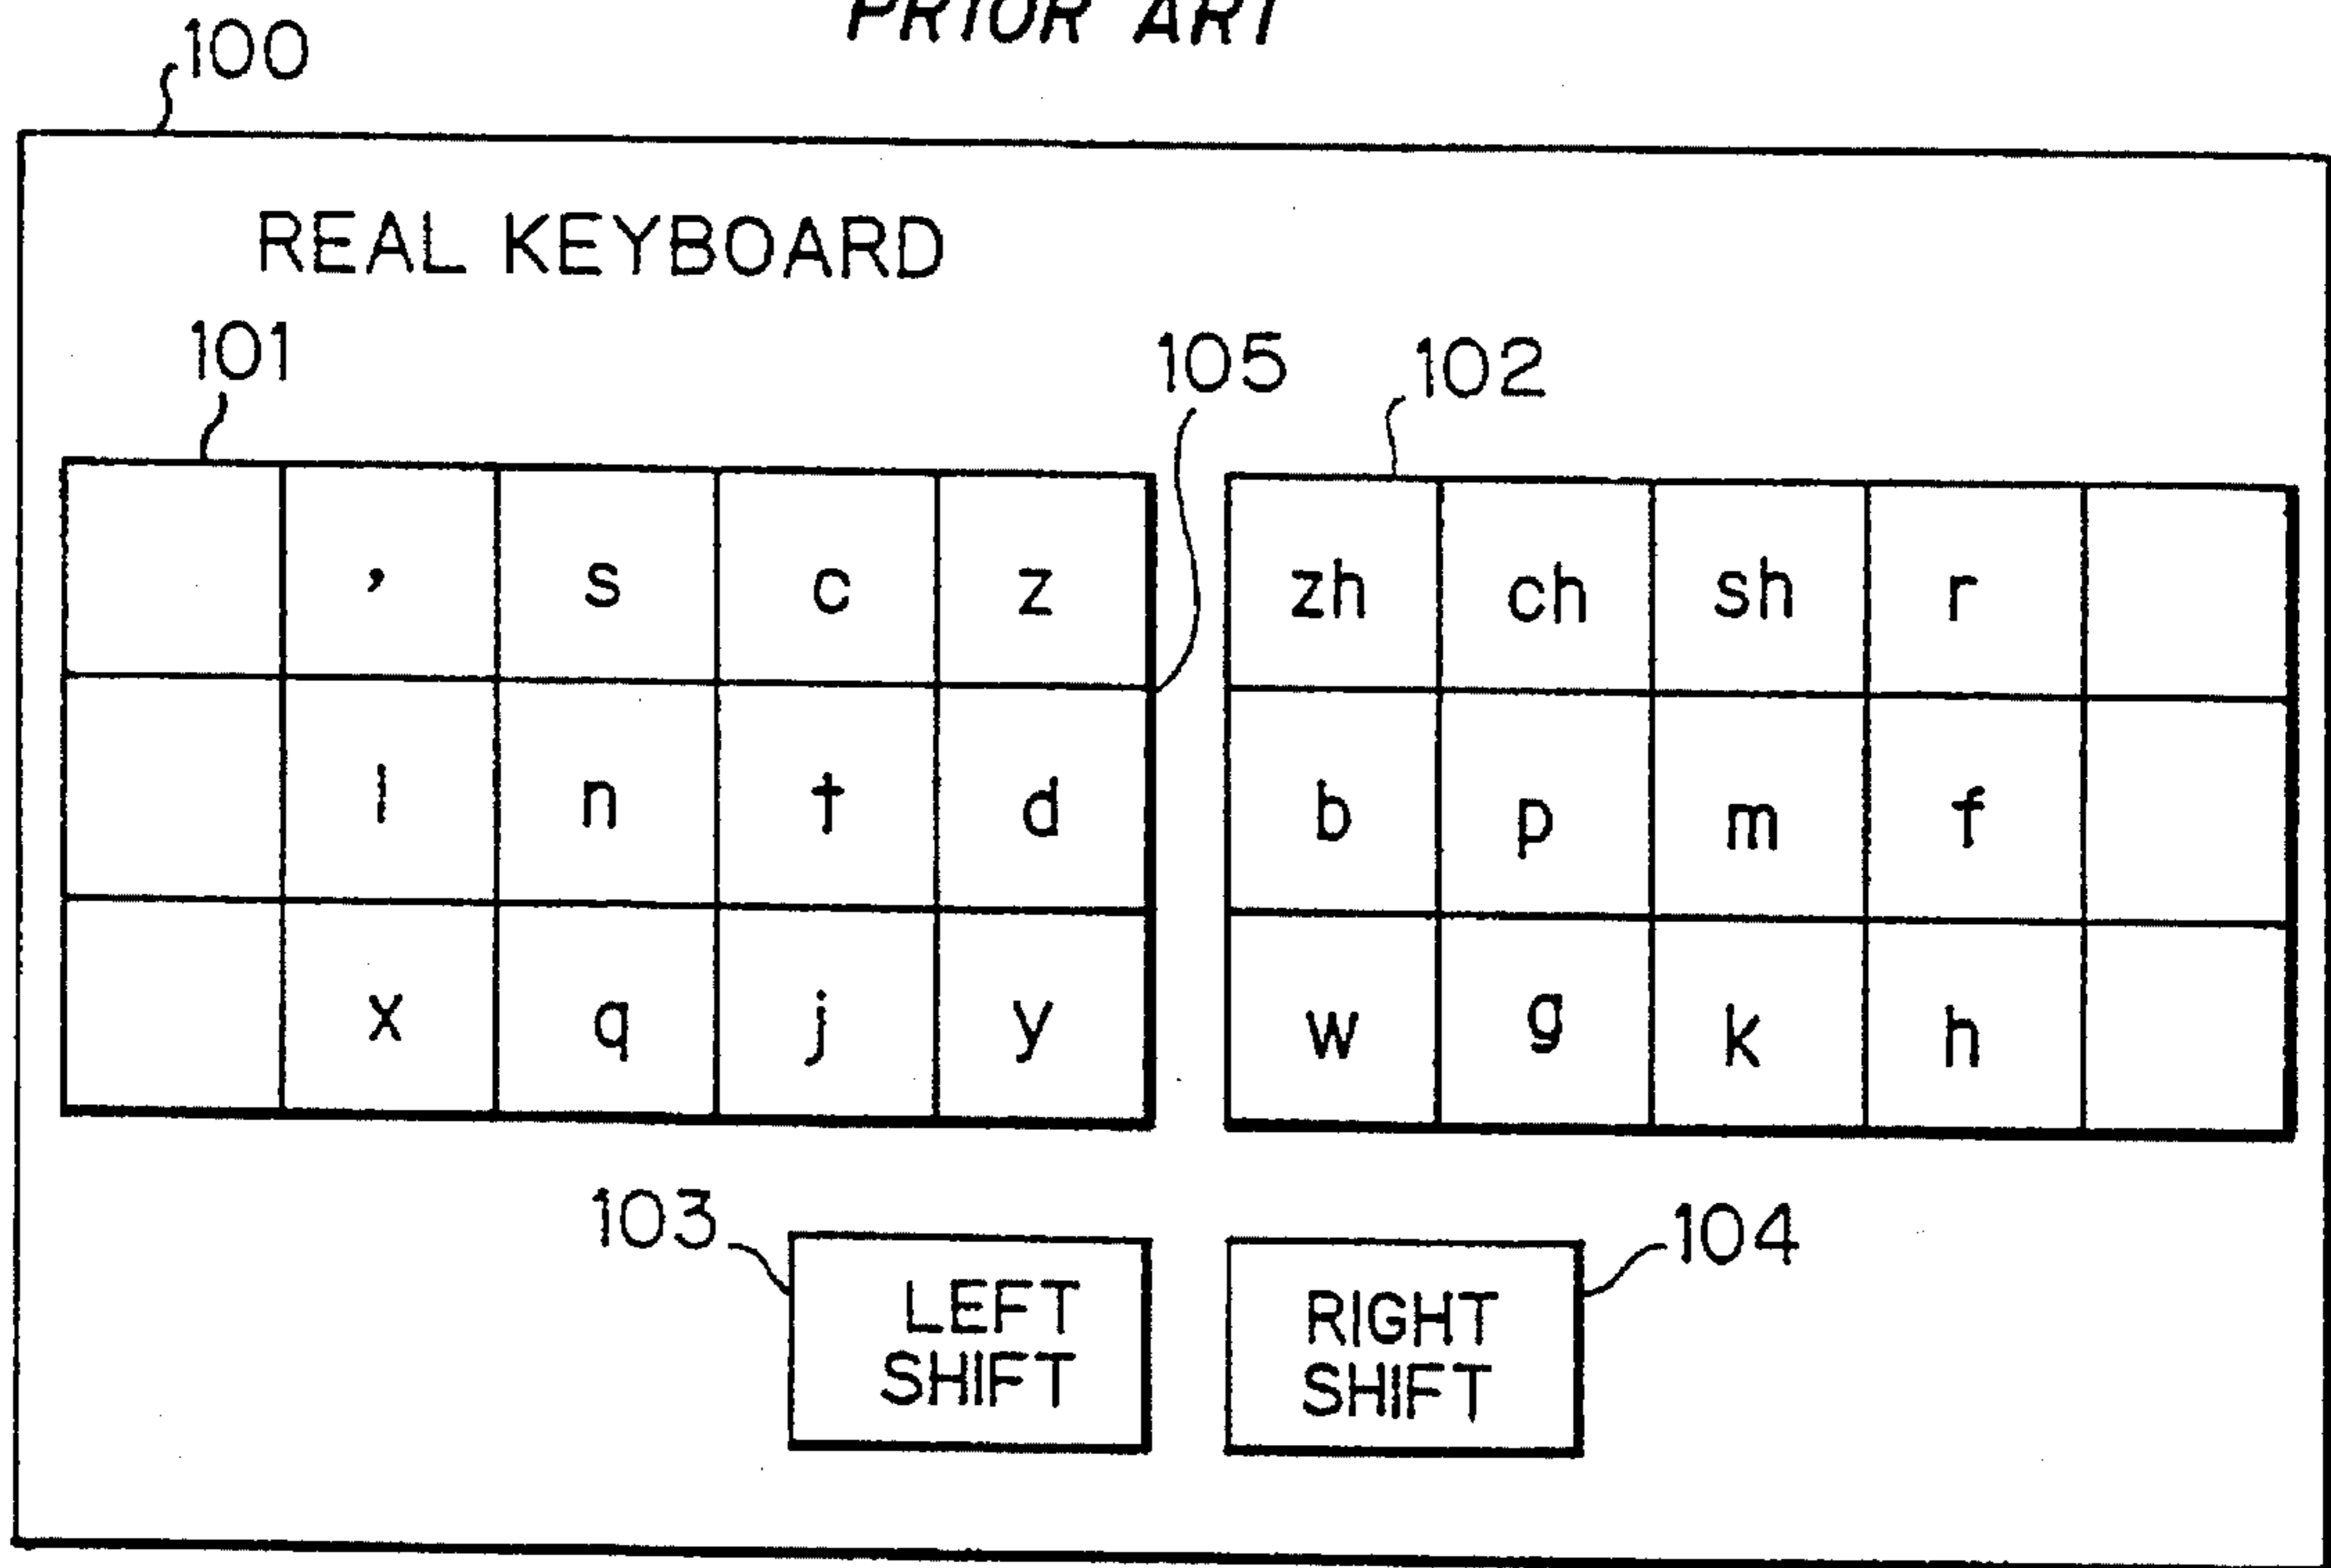 PRIOR ART
100
REAL KEYBOARD
101 105 102
, s c z zh ch sh r
l n t d b p m f
x q j y w g k h
103 104
LEFT SHIFT
RIGHT SHIFT